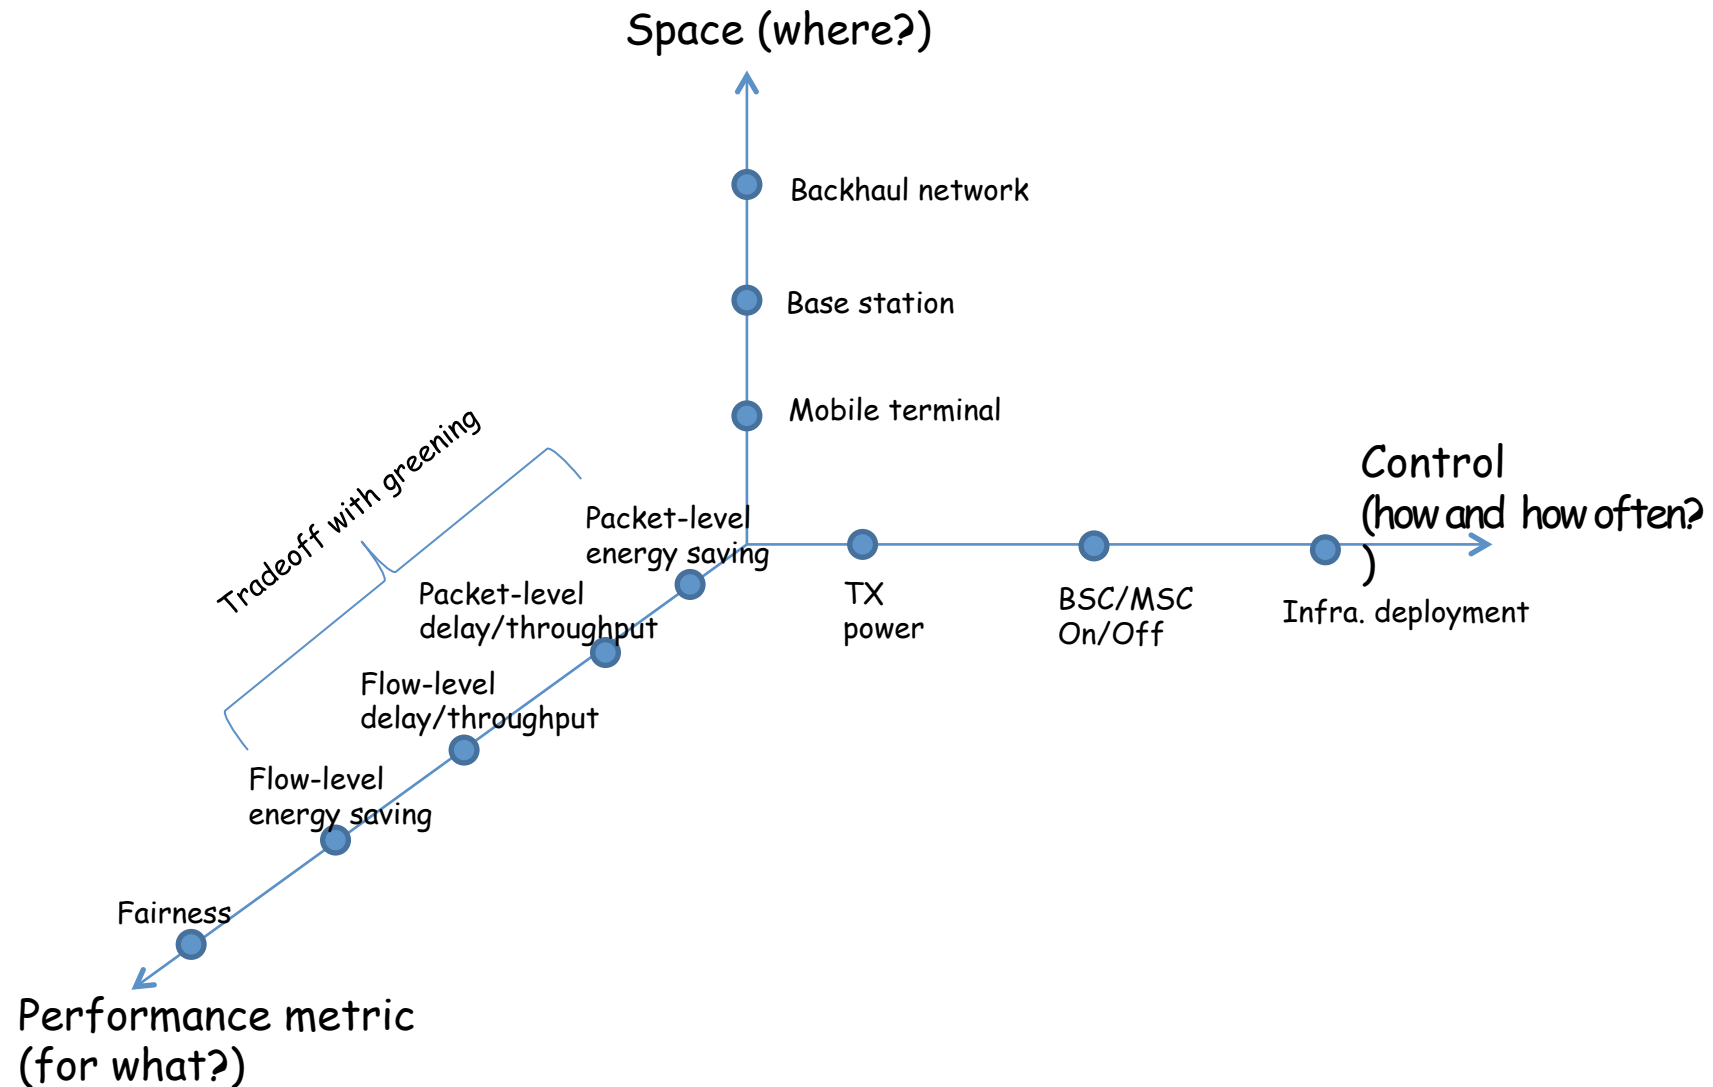 Space (where?)
Backhaul network
Base station
Mobile terminal
Tradeoff with greening
Control
(how and how often?
)
Packet-level
energy saving
Packet-level
delay/throughput
Flow-level
delay/throughput
Flow-level
energy saving
Fairness
TX
power
BSC/MSC
On/Off
Infra. deployment
Performance metric
(for what?)